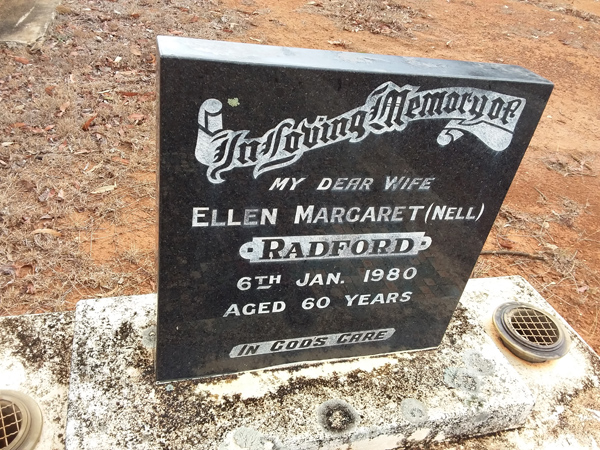 In Loving Memory of
MY DEAR WIFE
ELLEN MARGARET (NELL)
RADFORD
6TH JAN. 1980
AGED 60 YEARS
IN GOD'S CARE